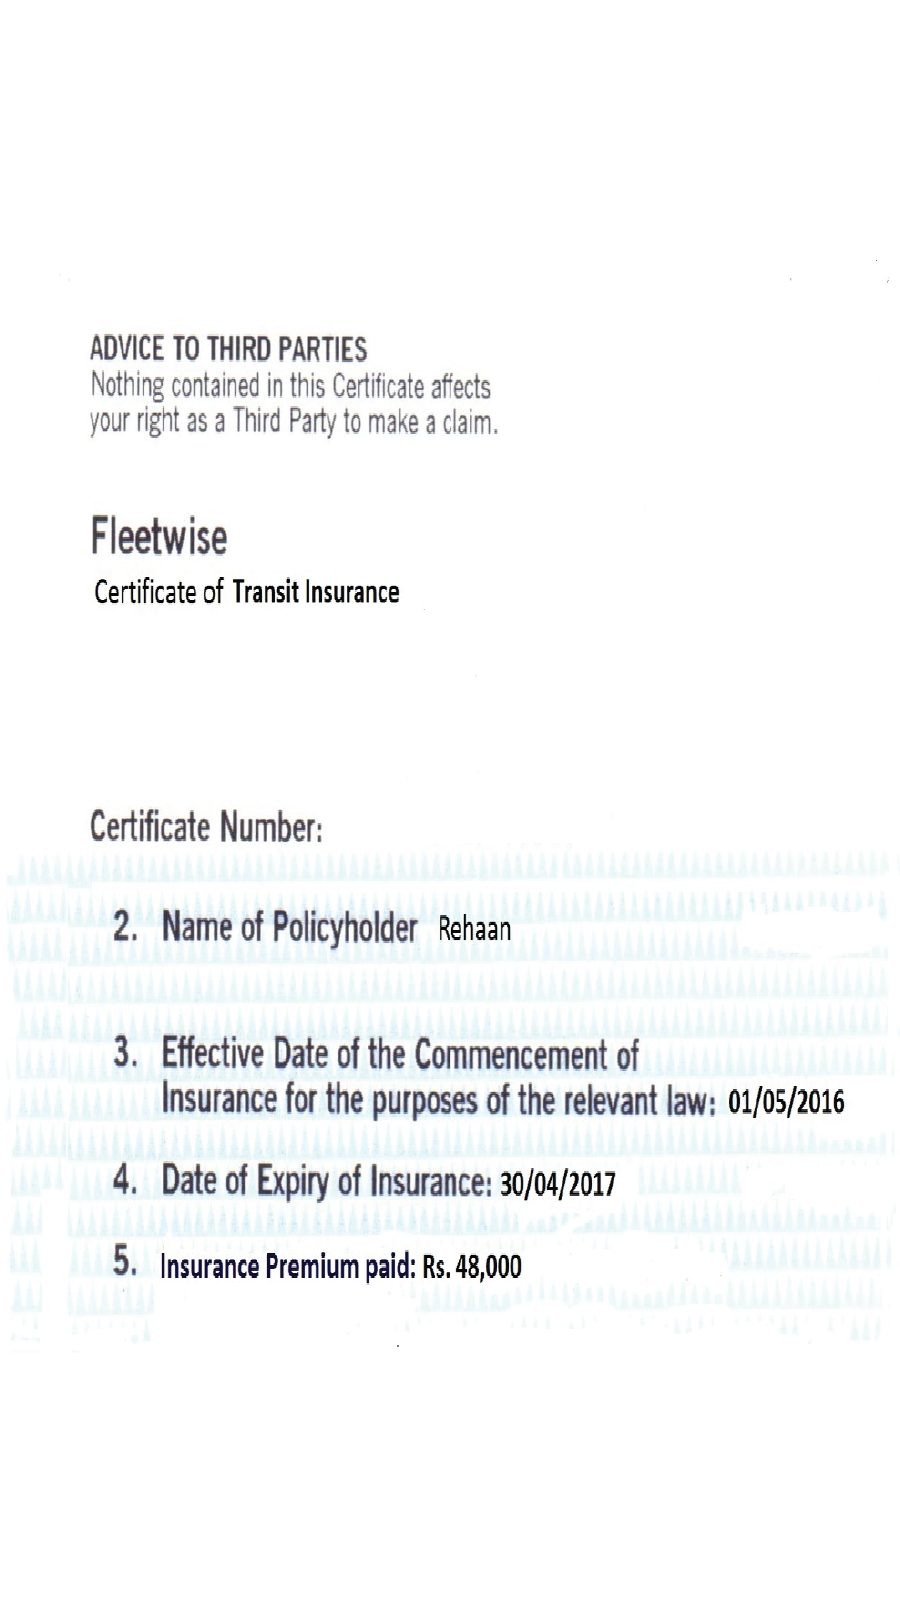 ADVICE TO THIRD PARTIES
Nothing contained in this Certificate affects
your right as a Third Party to make a claim.
Fleetwise
Certificate of Transit Insurance
Certificate Number:
2. Name of Policyholder Rehaan
3. Effective Date of the Commencement of
Insurance for the purposes of the relevant law: 01/05/2016
4. Date of Expiry of Insurance: 30/04/2017
5. Insurance Premium paid: Rs. 48,000